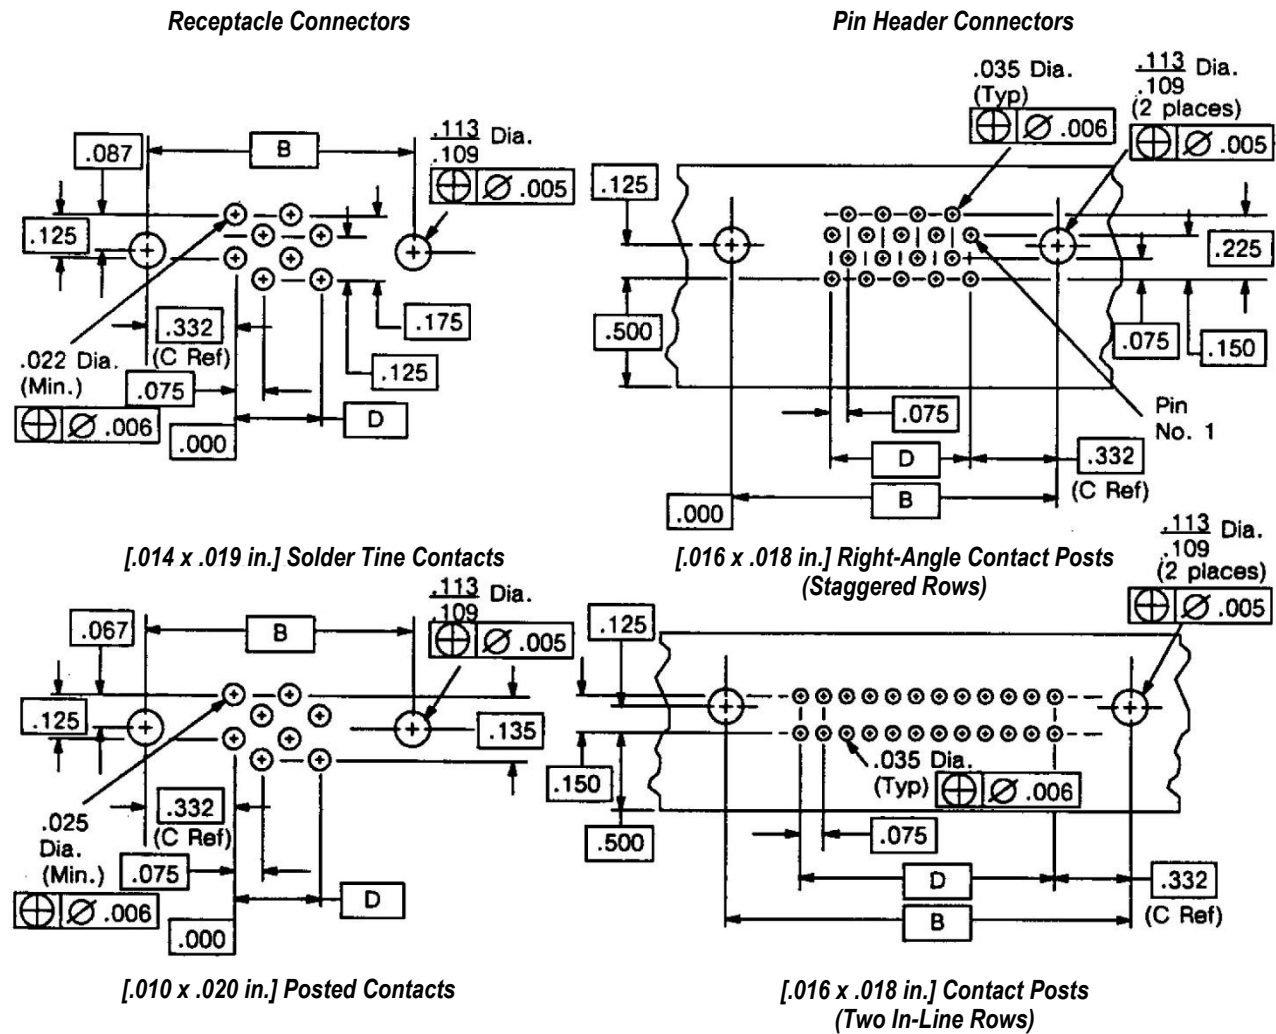 Receptacle Connectors
Pin Header Connectors
.087
B
.113
.109
Dia.
⌖ ⌀ .005
.125
.332
(C Ref)
.175
.125
.022 Dia.
(Min.)
⌖ ⌀ .006
.075
.000
D
[.014 x .019 in.] Solder Tine Contacts
.035 Dia.
(Typ)
⌖ ⌀ .006
.113
.109
Dia.
(2 places)
⌖ ⌀ .005
.125
.500
.225
.075
.150
.075
Pin
No. 1
D
.332
(C Ref)
B
.000
[.016 x .018 in.] Right-Angle Contact Posts
(Staggered Rows)
.067
B
.113
.109
Dia.
⌖ ⌀ .005
.125
.135
.332
(C Ref)
.025
Dia.
(Min.)
.075
⌖ ⌀ .006
D
.000
[.010 x .020 in.] Posted Contacts
.113
.109
Dia.
(2 places)
⌖ ⌀ .005
.125
.150
.035 Dia.
(Typ)
⌖ ⌀ .006
.500
.075
D
.332
(C Ref)
B
[.016 x .018 in.] Contact Posts
(Two In-Line Rows)